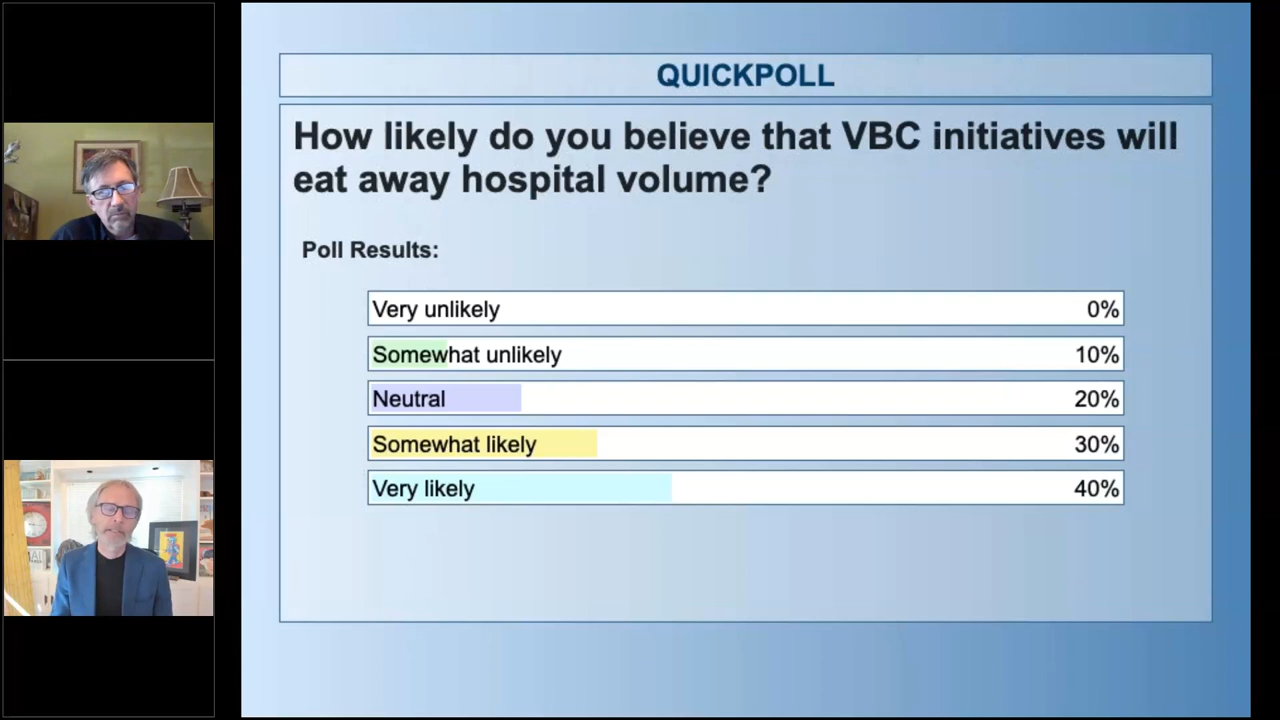 QUICKPOLL
How likely do you believe that VBC initiatives will
eat away hospital volume?
Poll Results:
Very unlikely 0%
Somewhat unlikely 10%
Neutral 20%
Somewhat likely 30%
Very likely 40%